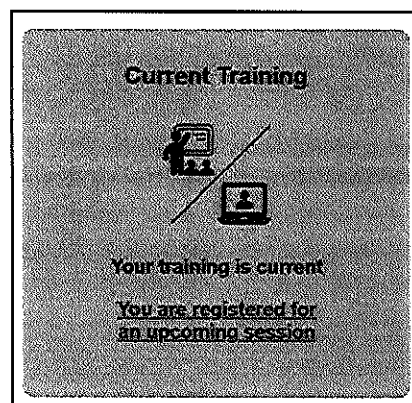 Current Training
Your training is current
You are registered for
an upcoming session